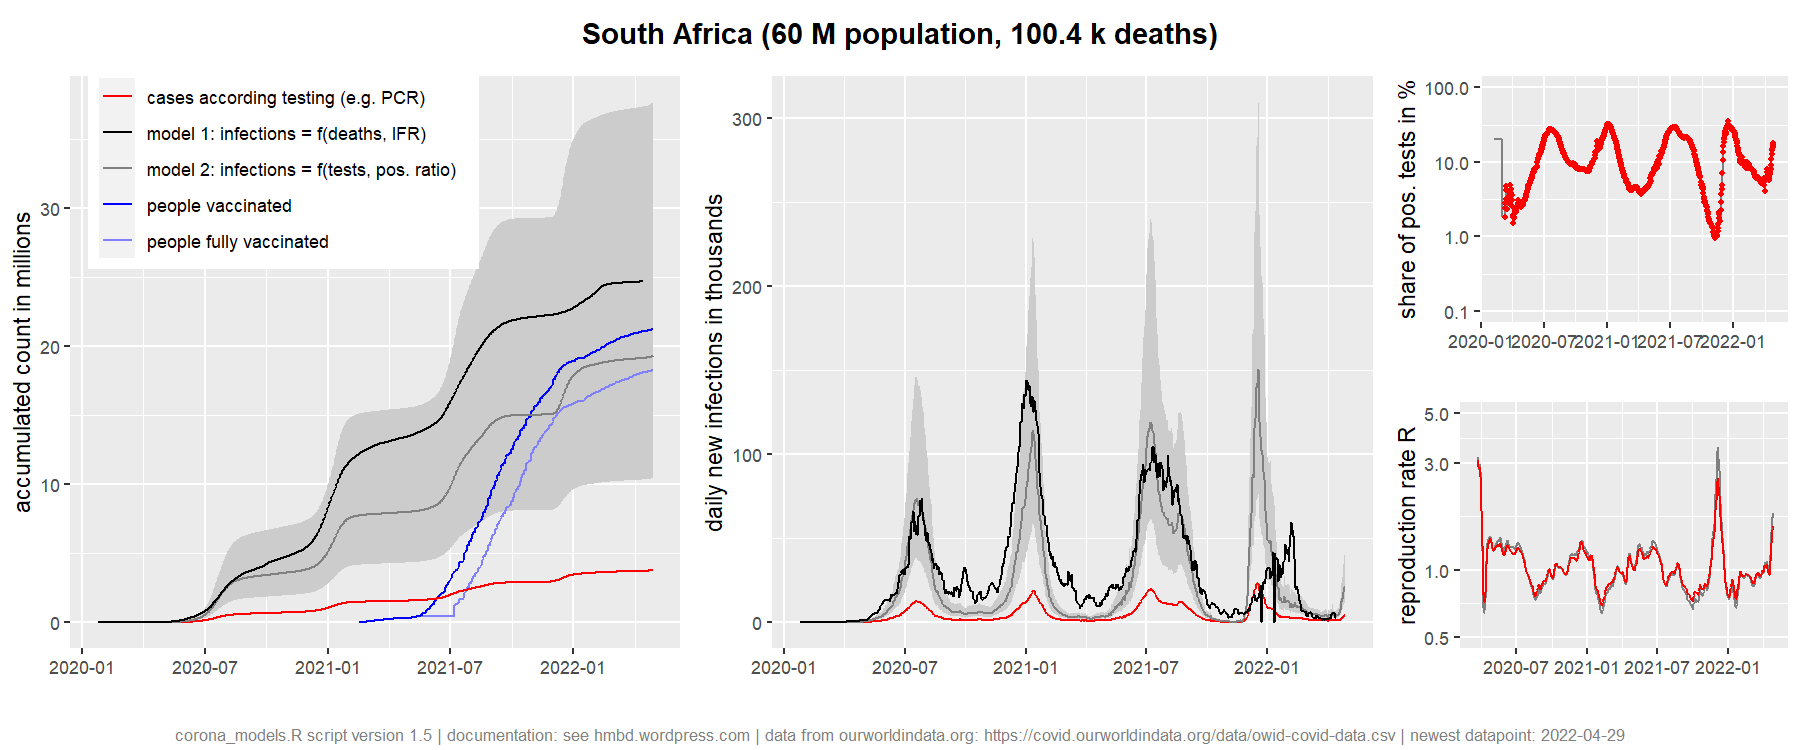 South Africa (60 M population, 100.4 k deaths)
accumulated count in millions
cases according testing (e.g. PCR)
model 1: infections = f(deaths, IFR)
model 2: infections = f(tests, pos. ratio)
people vaccinated
people fully vaccinated
30
20
10
0
2020-01 2020-07 2021-01 2021-07 2022-01
daily new infections in thousands
300
200
100
0
2020-01 2020-07 2021-01 2021-07 2022-01
share of pos. tests in %
100.0
10.0
1.0
0.1
2020-01 2020-07 2021-01 2021-07 2022-01
reproduction rate R
5.0
3.0
1.0
0.5
2020-07 2021-01 2021-07 2022-01
corona_models.R script version 1.5 | documentation: see hmbd.wordpress.com | data from ourworldindata.org: https://covid.ourworldindata.org/data/owid-covid-data.csv | newest datapoint: 2022-04-29